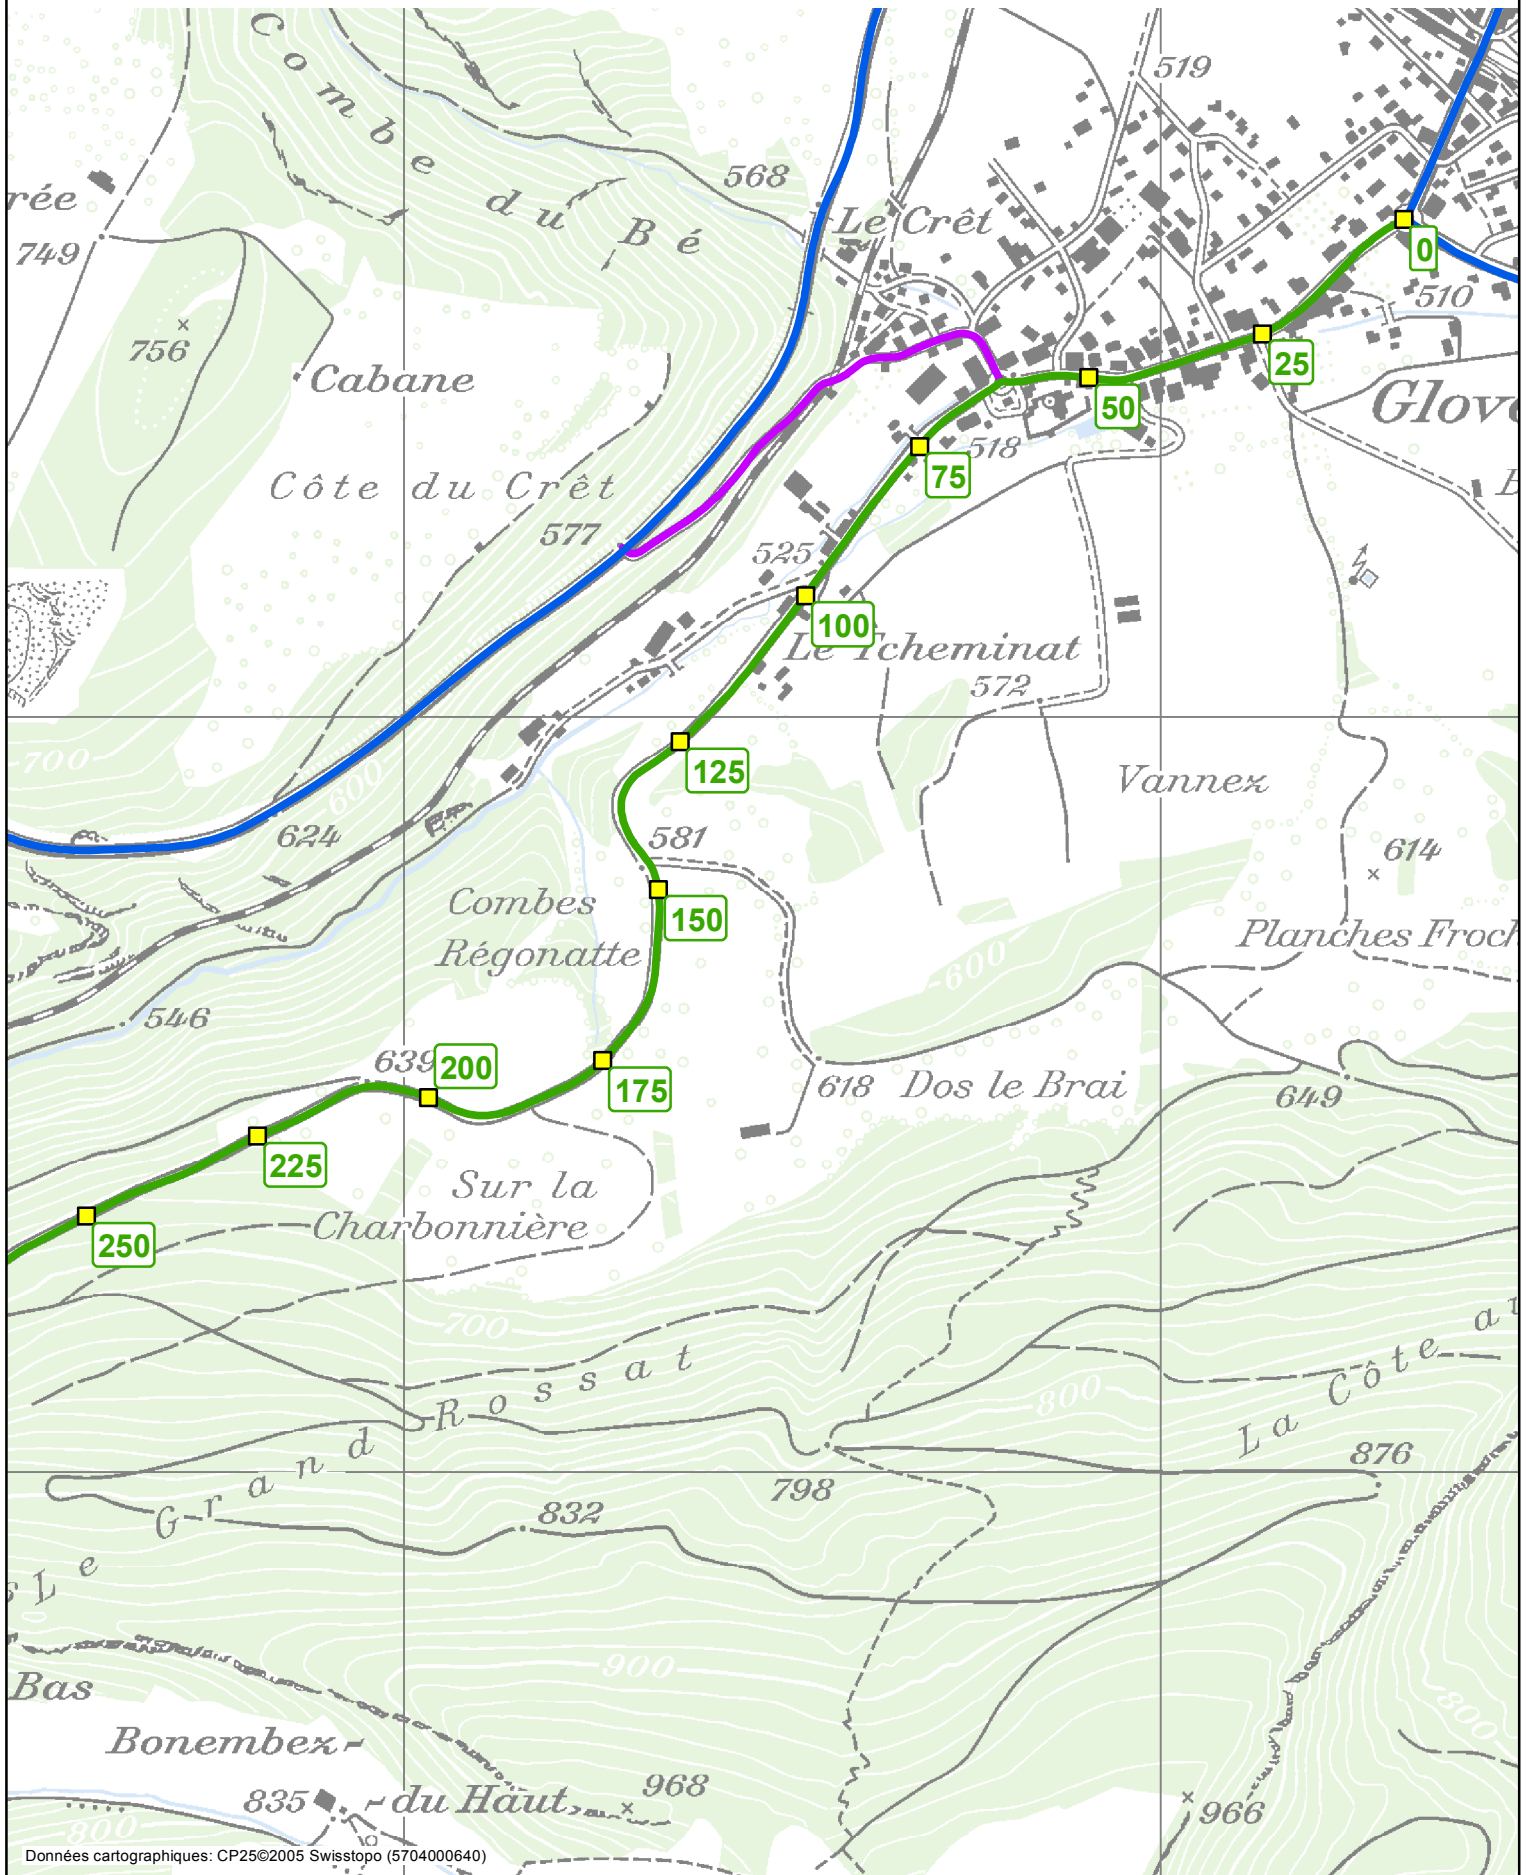 Combe du Bé
519
568
rée
749
Le Crêt
0
510
756
Cabane
25
50
Glov
Côte du Crêt
518
75
577
525
100
Le Tcheminat
572
700
600
125
Vannez
624
581
614
Combes
Régonatte
150
Planches Froch
600
546
639
200
175
618
Dos le Brai
649
225
Sur la
Charbonnière
250
700
Le Grand Rossat
800
La Côte au
876
798
832
900
Bas
800
Bonembez-
-du Haut
835
968
966
800
Données cartographiques: CP25©2005 Swisstopo (5704000640)